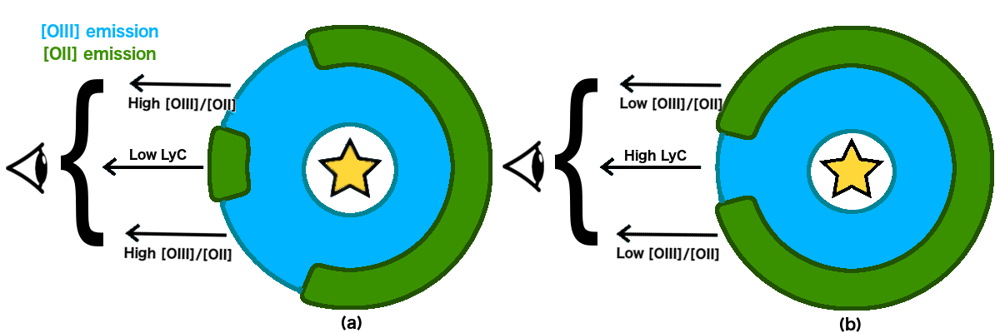 [OIII] emission
[OII] emission
High [OIII]/[OII]
Low LyC
High [OIII]/[OII]
(a)
Low [OIII]/[OII]
High LyC
Low [OIII]/[OII]
(b)